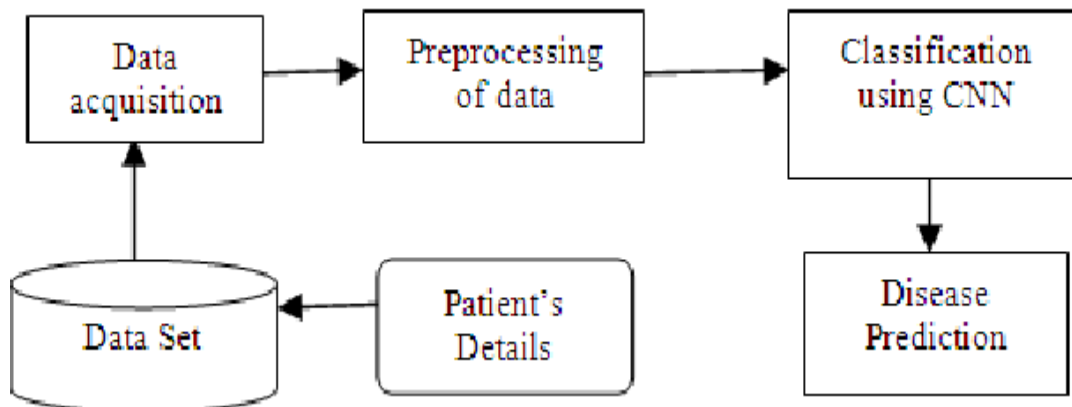 Data
acquisition
Preprocessing
of data
Classification
using CNN
Data Set
Patient’s
Details
Disease
Prediction